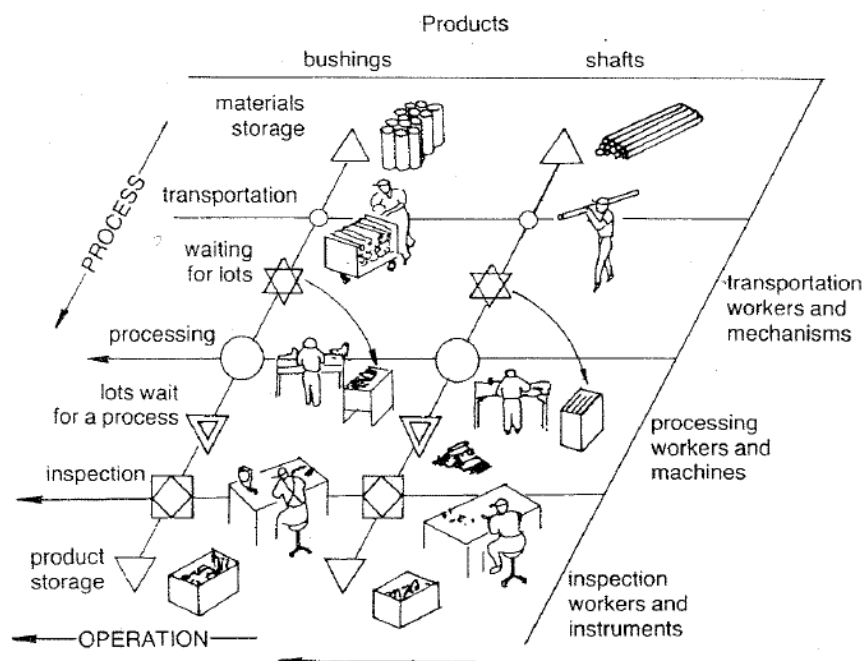 Products
bushings
shafts
materials
storage
transportation
PROCESS
waiting
for lots
transportation
workers and
mechanisms
processing
lots wait
for a process
processing
workers and
machines
inspection
product
storage
inspection
workers and
instruments
OPERATION